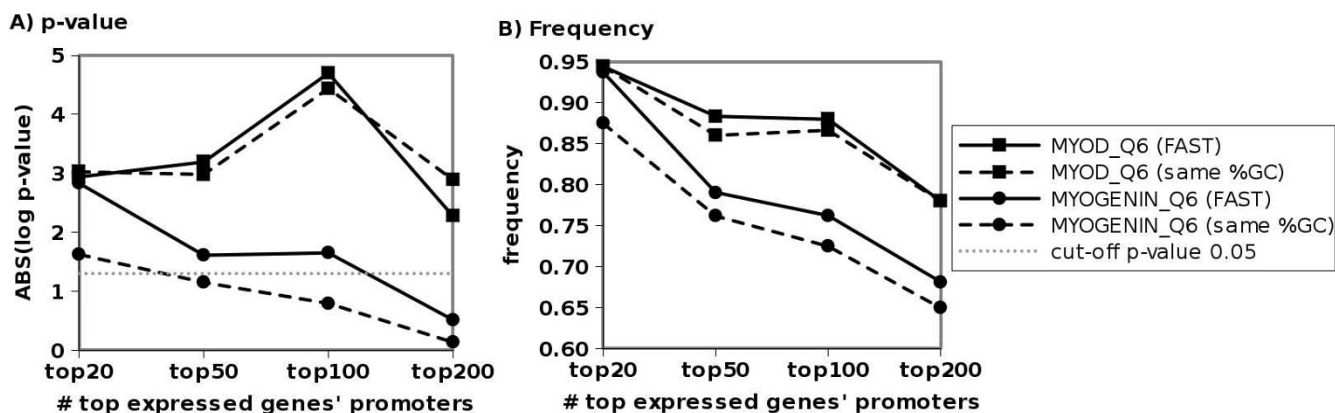 A) p-value
ABS(log p-value)
5
4
3
2
1
0
top20 top50 top100 top200
# top expressed genes' promoters
B) Frequency
frequency
0.95
0.90
0.85
0.80
0.75
0.70
0.65
0.60
top20 top50 top100 top200
# top expressed genes' promoters
MYOD_Q6 (FAST)
MYOD_Q6 (same %GC)
MYOGENIN_Q6 (FAST)
MYOGENIN_Q6 (same %GC)
cut-off p-value 0.05